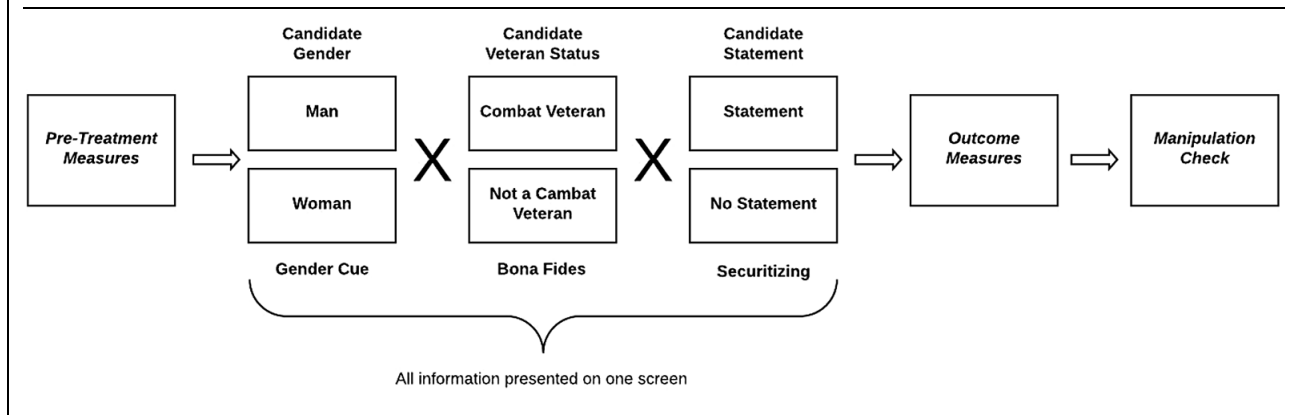 Candidate
Gender
Candidate
Veteran Status
Candidate
Statement
Pre-Treatment
Measures
Man
Woman
Gender Cue
X
Combat Veteran
Not a Cambat
Veteran
Bona Fides
X
Statement
No Statement
Securitizing
Outcome
Measures
Manipulation
Check
All information presented on one screen